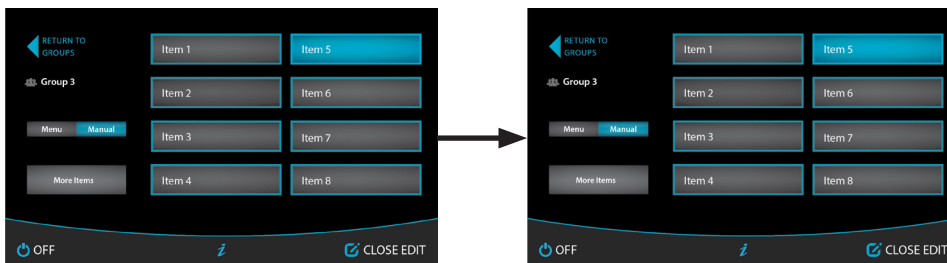 RETURN TO
GROUPS
Group 3
Menu Manual
More Items
Item 1 Item 5
Item 2 Item 6
Item 3 Item 7
Item 4 Item 8
OFF i CLOSE EDIT
RETURN TO
GROUPS
Group 3
Menu Manual
More Items
Item 1 Item 5
Item 2 Item 6
Item 3 Item 7
Item 4 Item 8
OFF i CLOSE EDIT